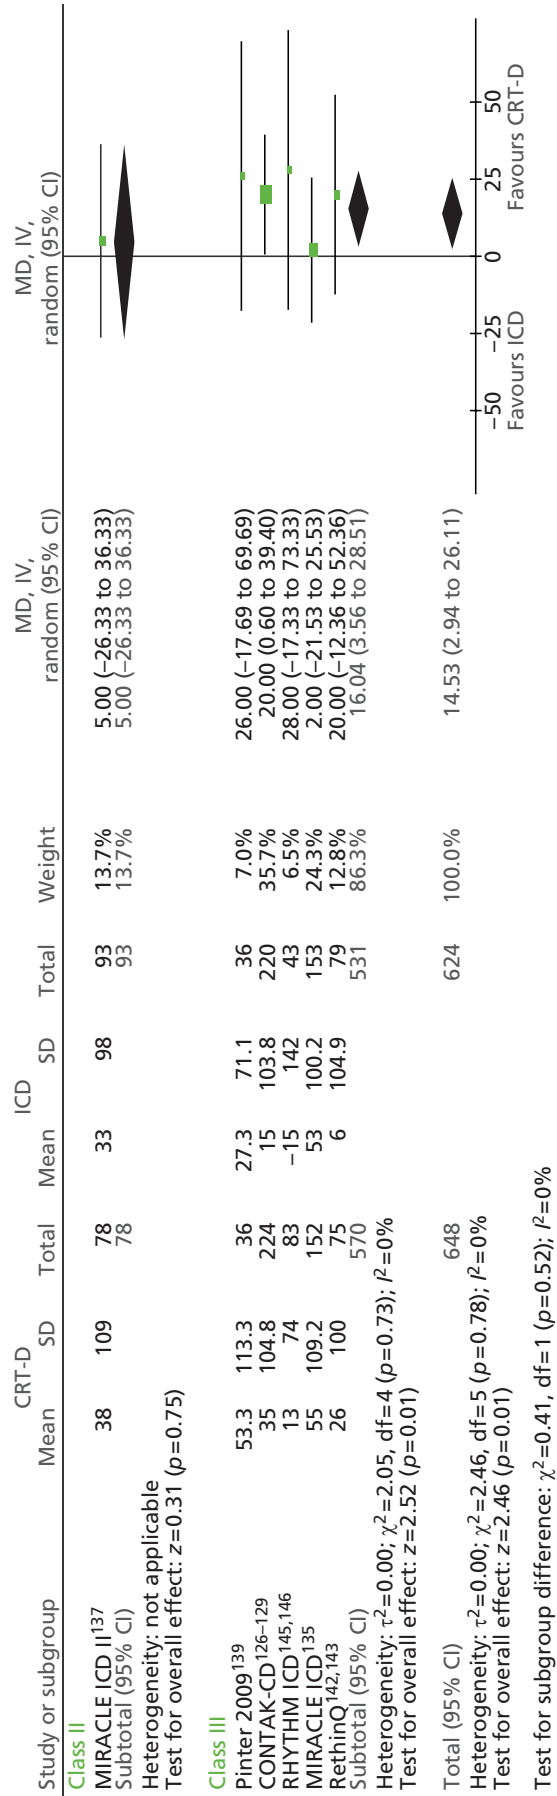 CRT-D ICD MD, IV, MD, IV,
Study or subgroup Mean SD Total Mean SD Total Weight random (95% CI) random (95% CI)
Class II
MIRACLE ICD II137 38 109 78 33 98 93 13.7% 5.00 (−26.33 to 36.33)
Subtotal (95% CI) 78 93 13.7% 5.00 (−26.33 to 36.33)
Heterogeneity: not applicable
Test for overall effect: z=0.31 (p=0.75)
Class III
Pinter 2009139 53.3 113.3 36 27.3 71.1 36 7.0% 26.00 (−17.69 to 69.69)
CONTAK-CD126–129 35 104.8 224 15 103.8 220 35.7% 20.00 (0.60 to 39.40)
RHYTHM ICD145,146 13 74 83 −15 142 43 6.5% 28.00 (−17.33 to 73.33)
MIRACLE ICD135 55 109.2 152 53 100.2 153 24.3% 2.00 (−21.53 to 25.53)
RethinQ142,143 26 100 75 6 104.9 79 12.8% 20.00 (−12.36 to 52.36)
Subtotal (95% CI) 570 531 86.3% 16.04 (3.56 to 28.51)
Heterogeneity: τ2=0.00; χ2=2.05, df=4 (p=0.73); I2=0%
Test for overall effect: z=2.52 (p=0.01)
Total (95% CI) 648 624 100.0% 14.53 (2.94 to 26.11)
Heterogeneity: τ2=0.00; χ2=2.46, df=5 (p=0.78); I2=0%
Test for overall effect: z=2.46 (p=0.01)
Test for subgroup difference: χ2=0.41, df=1 (p=0.52); I2=0%
−50 −25 0 25 50
Favours ICD Favours CRT-D